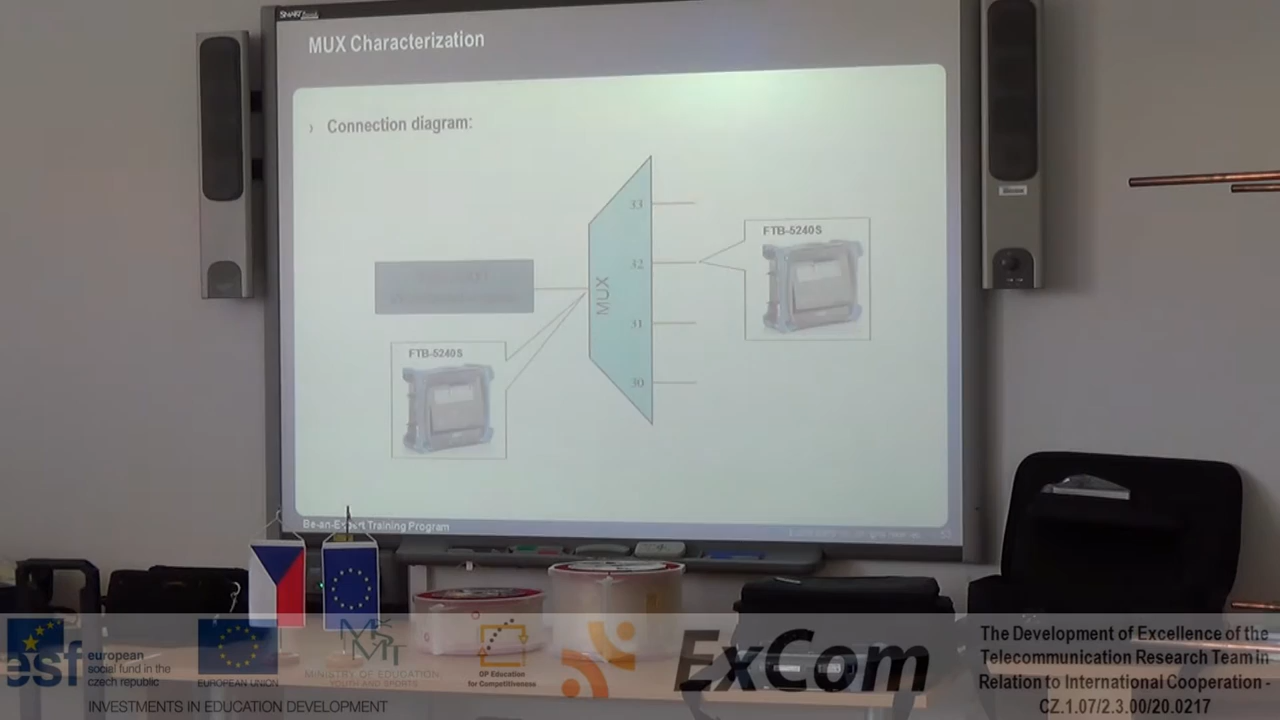 SMART
MUX Characterization
› Connection diagram:
33
32
31
30
MUX
FTB-5240S
FTB-5240S
Be-an-Expert Training Program
53
esf
european
social fund in the
czech republic
EUROPEAN UNION
MINISTRY OF EDUCATION
YOUTH AND SPORTS
OP Education
for Competitiveness
INVESTMENTS IN EDUCATION DEVELOPMENT
ExCom
The Development of Excellence of the
Telecommunication Research Team in
Relation to International Cooperation -
CZ.1.07/2.3.00/20.0217